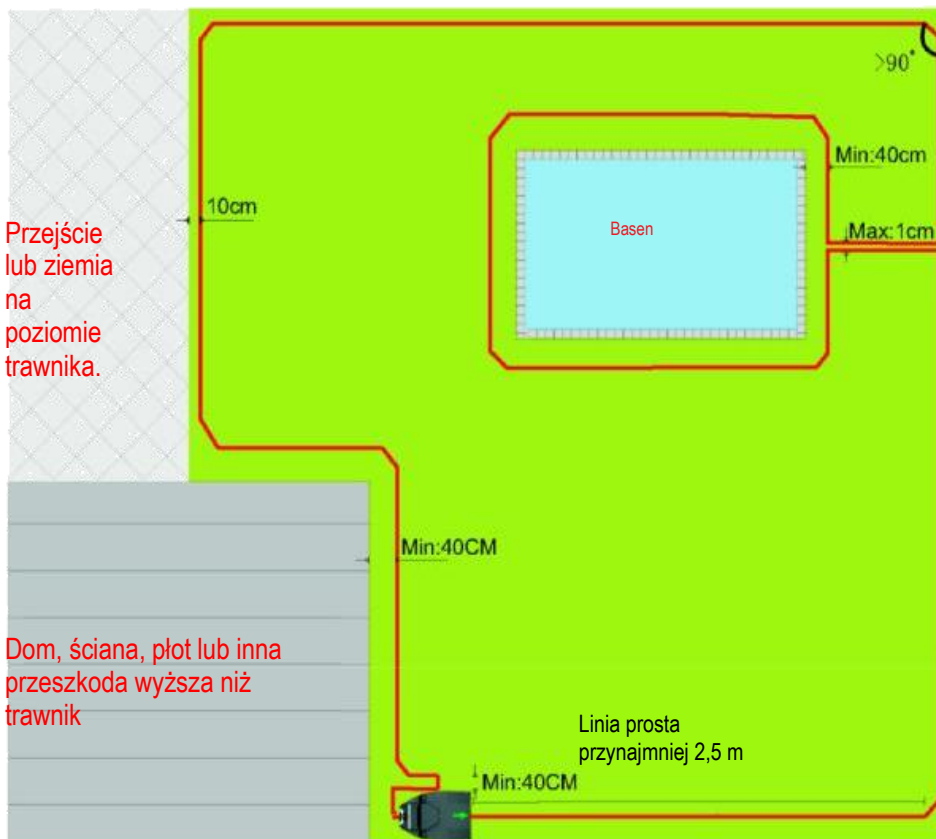 >90°
Min:40cm
10cm
Przejście
lub ziemia
na
poziomie
trawnika.
Basen
Max:1cm
Min:40CM
Dom, ściana, płot lub inna
przeszkoda wyższa niż
trawnik
Linia prosta
przynajmniej 2,5 m
Min:40CM